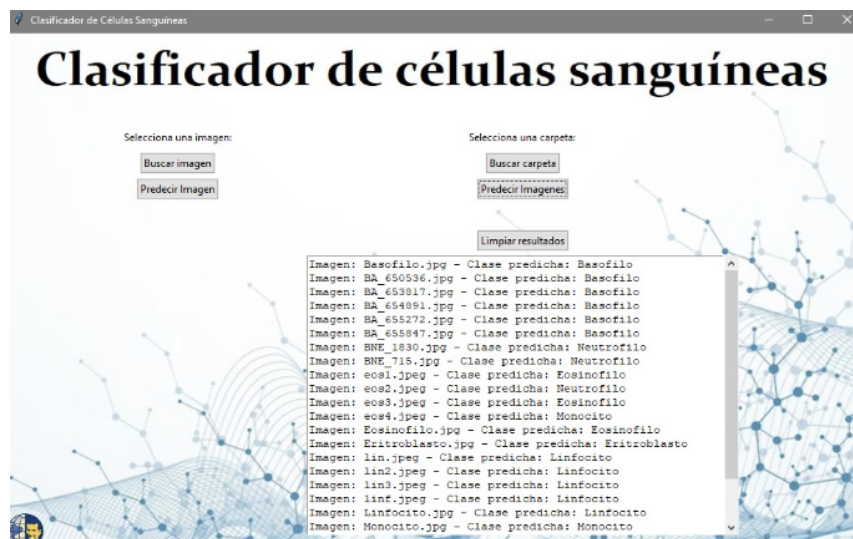 Clasificador de Células Sanguíneas
Clasificador de células sanguíneas
Selecciona una imagen:
Buscar imagen
Predecir Imagen
Selecciona una carpeta:
Buscar carpeta
Predecir Imagenes
Limpiar resultados
Imagen: Basofilo.jpg - Clase predicha: Basofilo
Imagen: BA_650536.jpg - Clase predicha: Basofilo
Imagen: BA_653817.jpg - Clase predicha: Basofilo
Imagen: BA_654891.jpg - Clase predicha: Basofilo
Imagen: BA_655272.jpg - Clase predicha: Basofilo
Imagen: BA_655847.jpg - Clase predicha: Basofilo
Imagen: BNE_1830.jpg - Clase predicha: Neutrofilo
Imagen: BNE_715.jpg - Clase predicha: Neutrofilo
Imagen: eos1.jpeg - Clase predicha: Eosinofilo
Imagen: eos2.jpeg - Clase predicha: Neutrofilo
Imagen: eos3.jpeg - Clase predicha: Eosinofilo
Imagen: eos4.jpeg - Clase predicha: Monocito
Imagen: Eosinofilo.jpg - Clase predicha: Eosinofilo
Imagen: Eritroblasto.jpg - Clase predicha: Eritroblasto
Imagen: lin.jpeg - Clase predicha: Linfocito
Imagen: lin2.jpeg - Clase predicha: Linfocito
Imagen: lin3.jpeg - Clase predicha: Linfocito
Imagen: linf.jpeg - Clase predicha: Linfocito
Imagen: Linfocito.jpg - Clase predicha: Linfocito
Imagen: Monocito.jpg - Clase predicha: Monocito